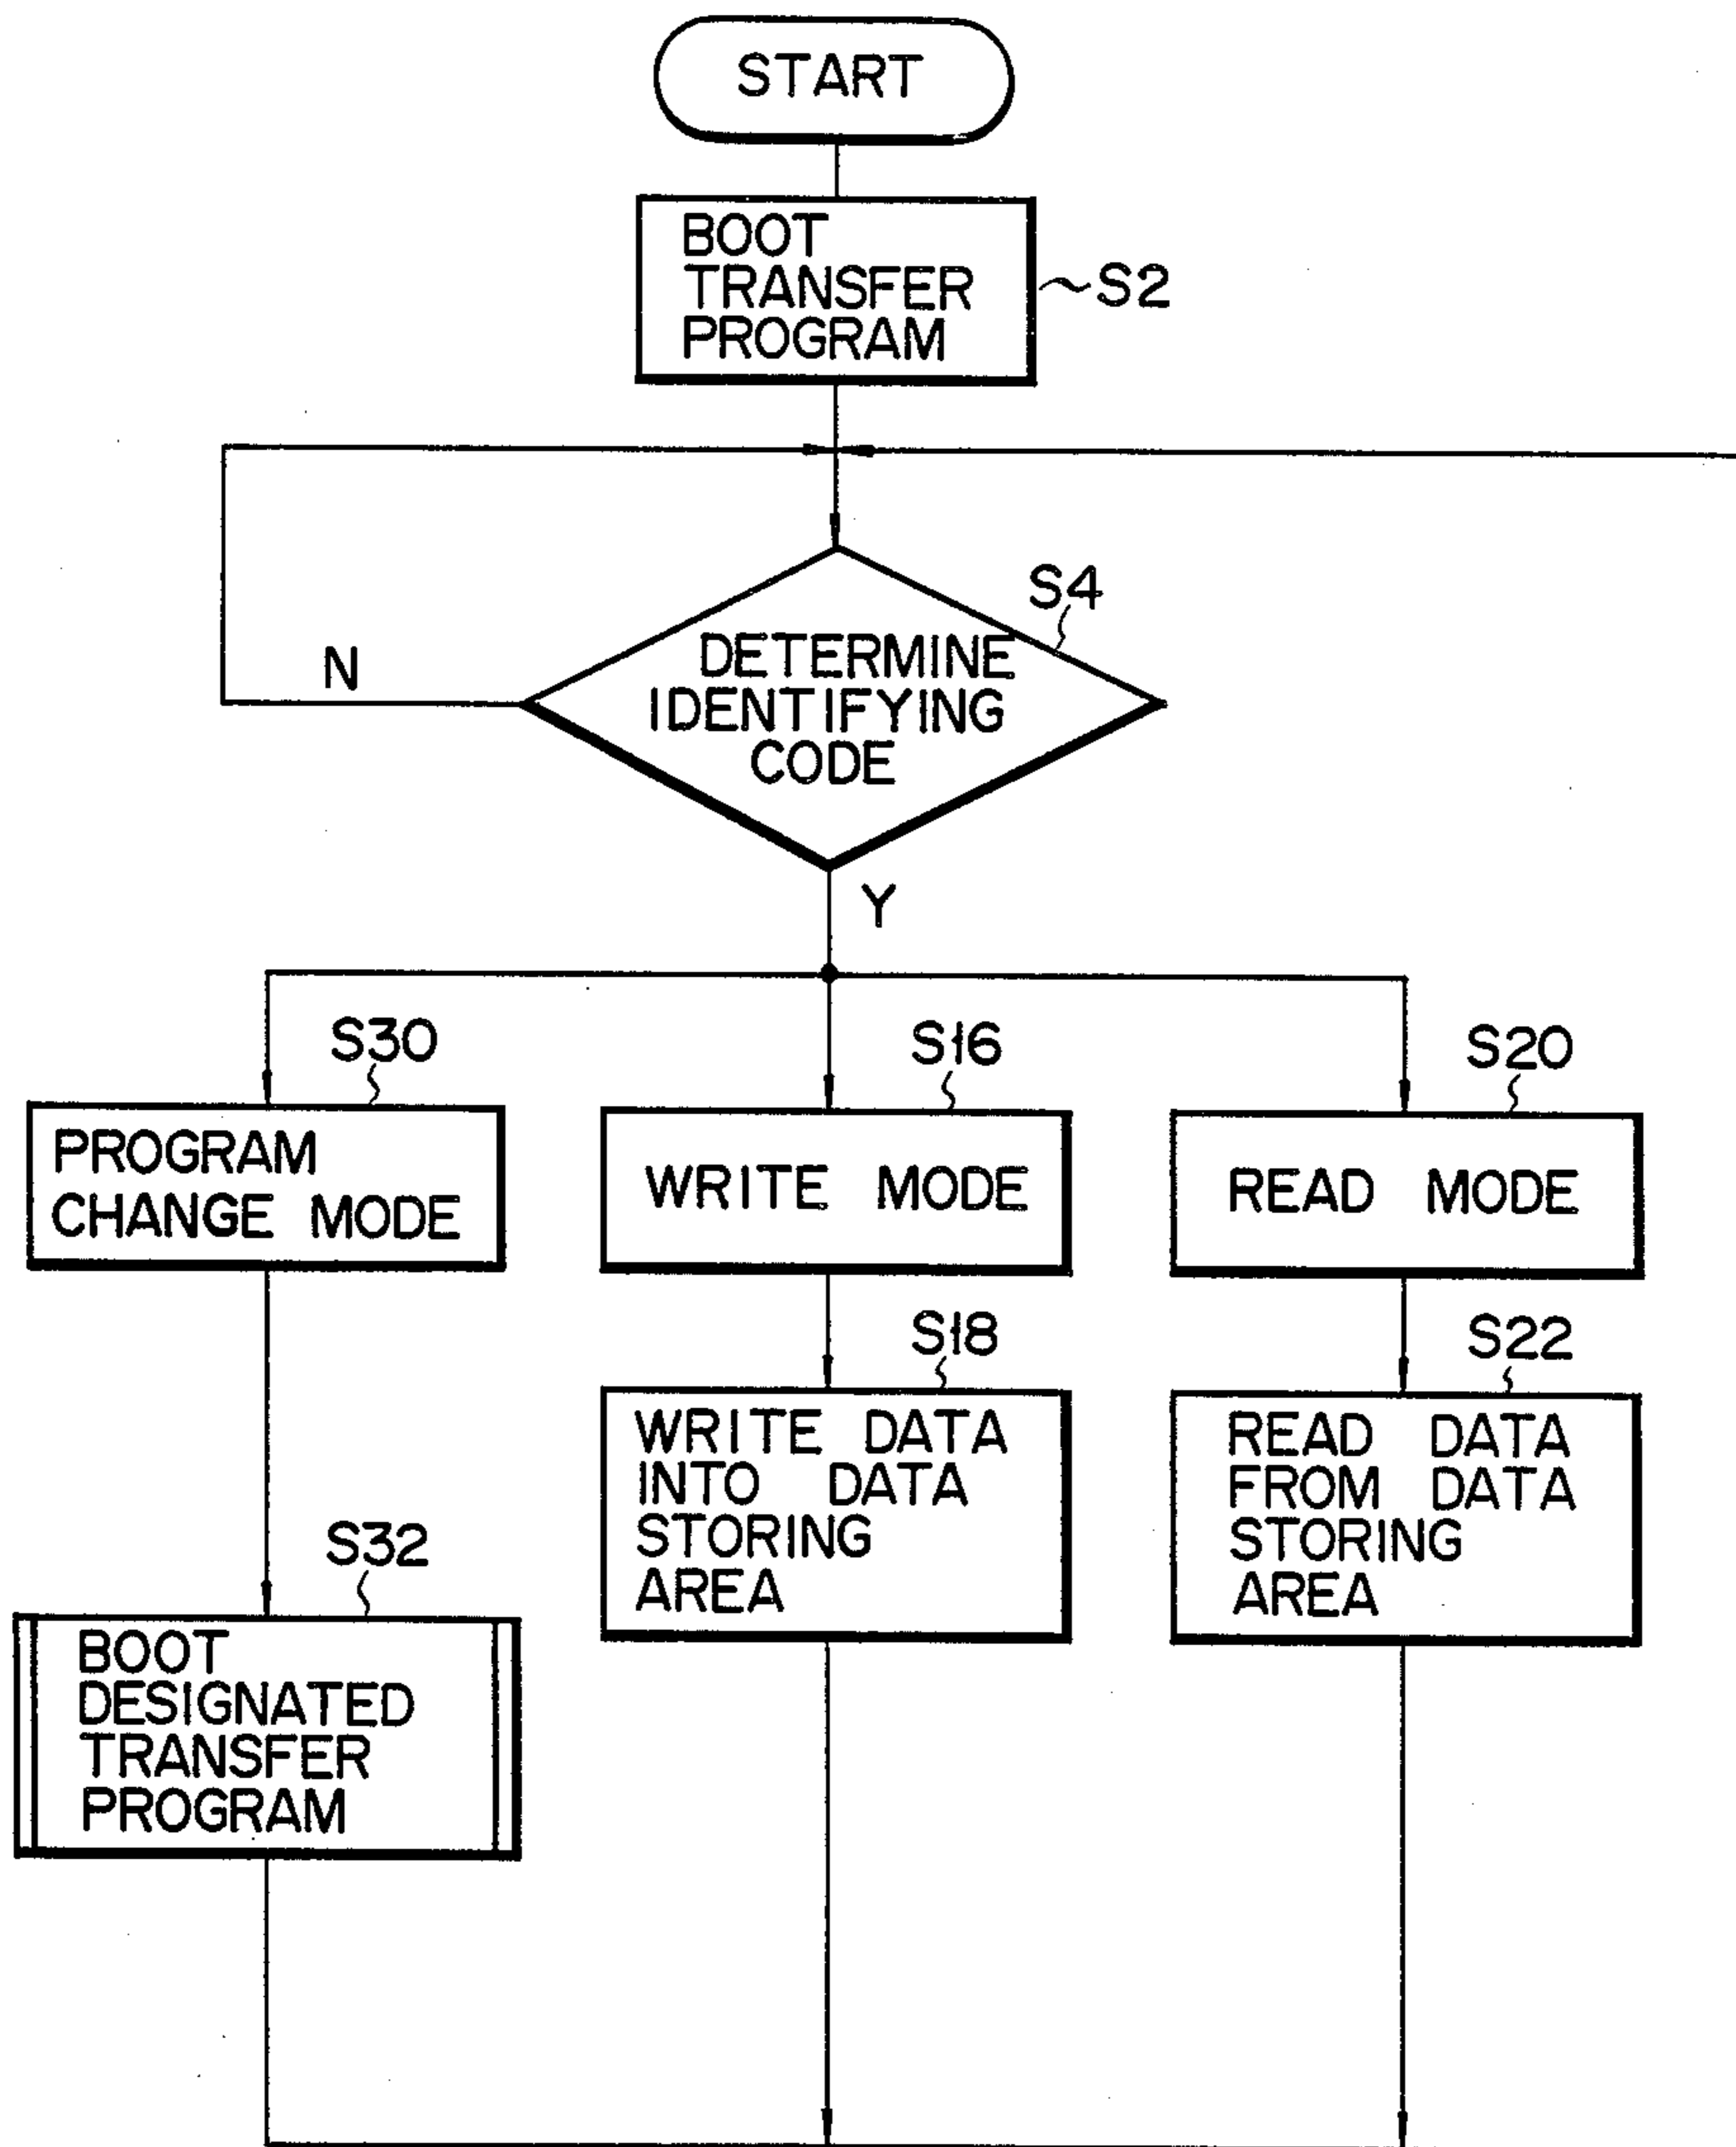 START
BOOT
TRANSFER
PROGRAM
S2
S4
DETERMINE
IDENTIFYING
CODE
N
Y
S30
S16
S20
PROGRAM
CHANGE MODE
WRITE MODE
READ MODE
S18
S22
WRITE DATA
INTO DATA
STORING
AREA
READ DATA
FROM DATA
STORING
AREA
S32
BOOT
DESIGNATED
TRANSFER
PROGRAM